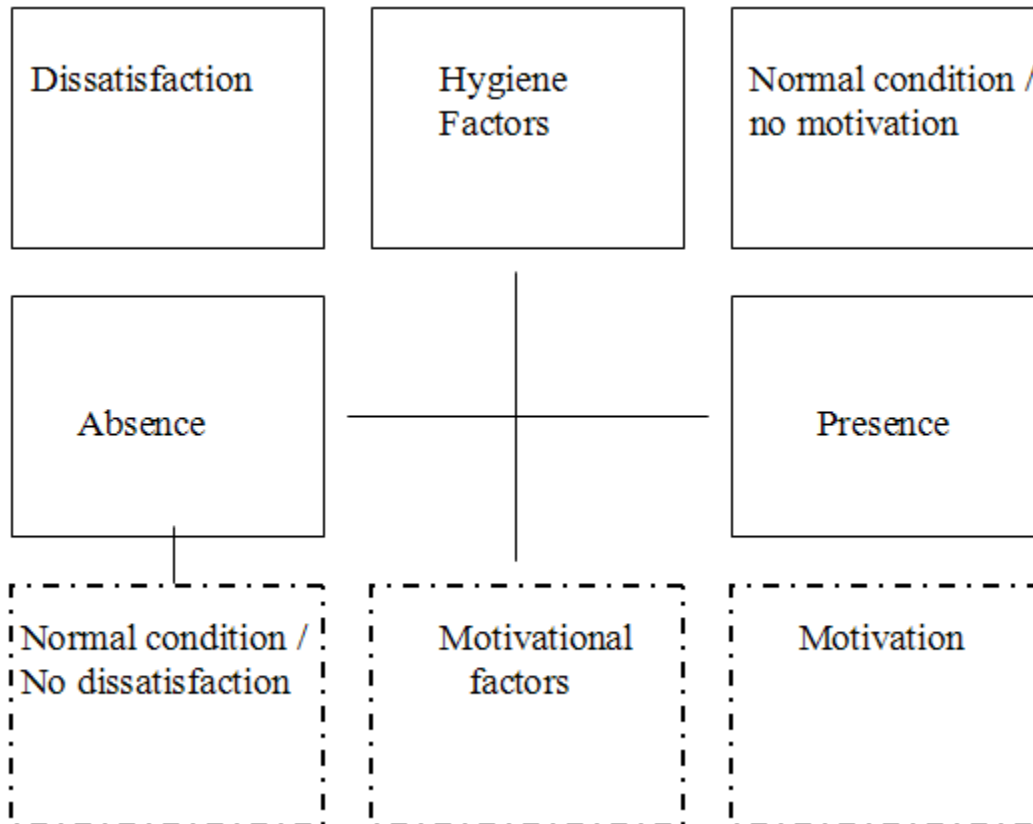 Dissatisfaction
Hygiene
Factors
Normal condition /
no motivation
Absence
Presence
Normal condition /
No dissatisfaction
Motivational
factors
Motivation